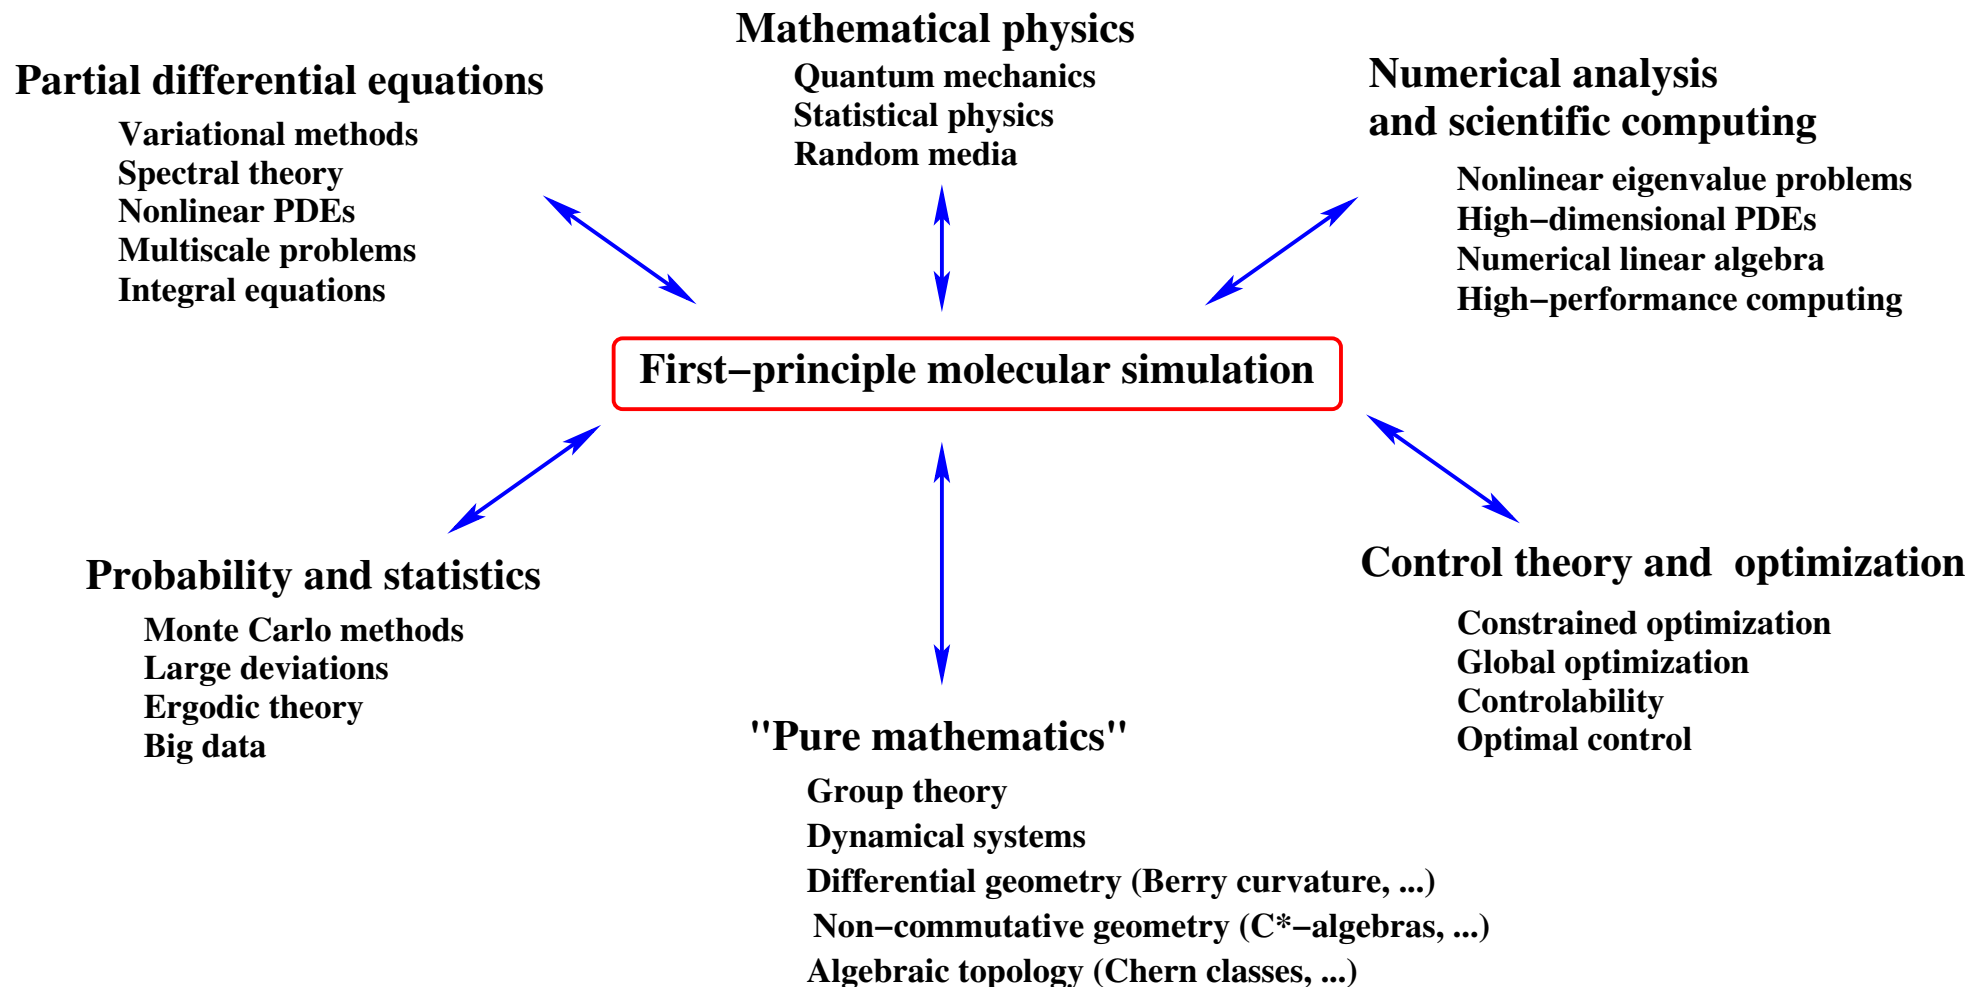 Mathematical physics
Quantum mechanics
Statistical physics
Random media
Partial differential equations
Variational methods
Spectral theory
Nonlinear PDEs
Multiscale problems
Integral equations
Numerical analysis
and scientific computing
Nonlinear eigenvalue problems
High−dimensional PDEs
Numerical linear algebra
High−performance computing
First−principle molecular simulation
Probability and statistics
Monte Carlo methods
Large deviations
Ergodic theory
Big data
"Pure mathematics"
Group theory
Dynamical systems
Differential geometry (Berry curvature, ...)
Non−commutative geometry (C*−algebras, ...)
Algebraic topology (Chern classes, ...)
Control theory and optimization
Constrained optimization
Global optimization
Controlability
Optimal control